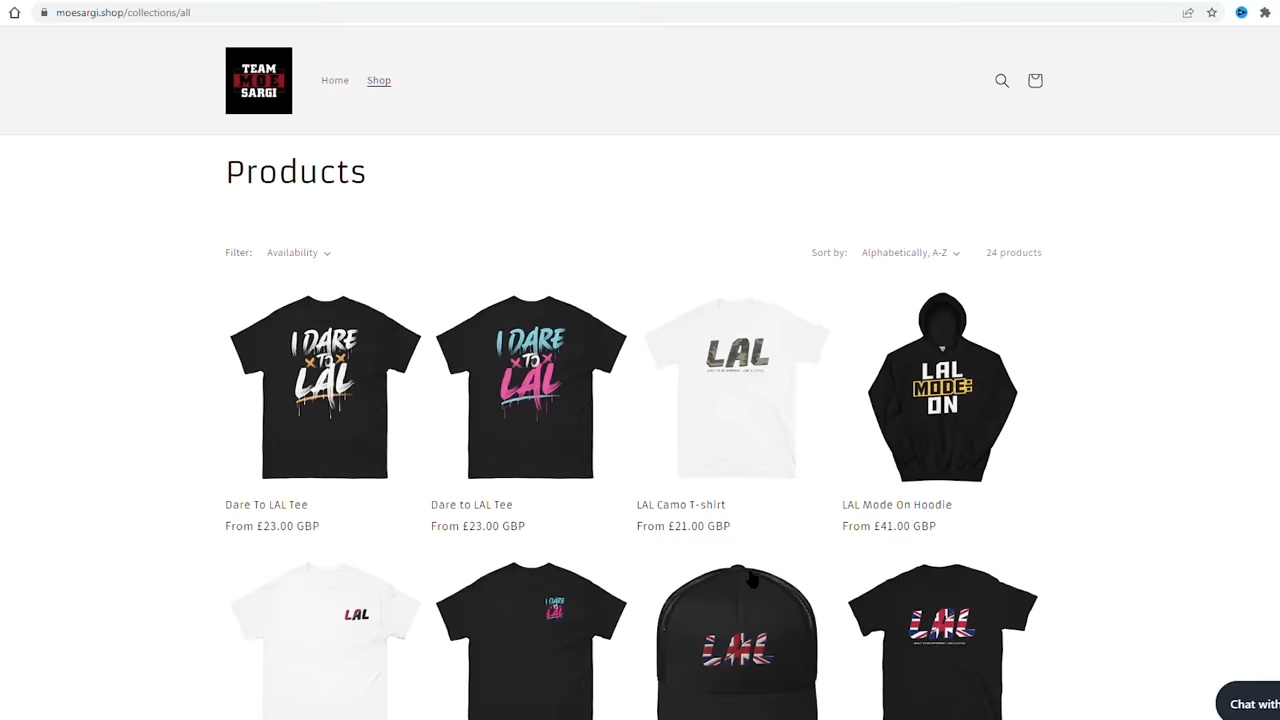 moesargi.shop/collections/all
TEAM
MOE
SARGI
Home
Shop
Products
Filter:
Availability
Sort by:
Alphabetically, A-Z
24 products
I DARE
TO
LAL
I DARE
TO
LAL
LAL
LAL
MODE:
ON
Dare To LAL Tee
From £23.00 GBP
Dare to LAL Tee
From £23.00 GBP
LAL Camo T-shirt
From £21.00 GBP
LAL Mode On Hoodie
From £41.00 GBP
LAL
I DARE
TO
LAL
LAL
LAL
Chat with